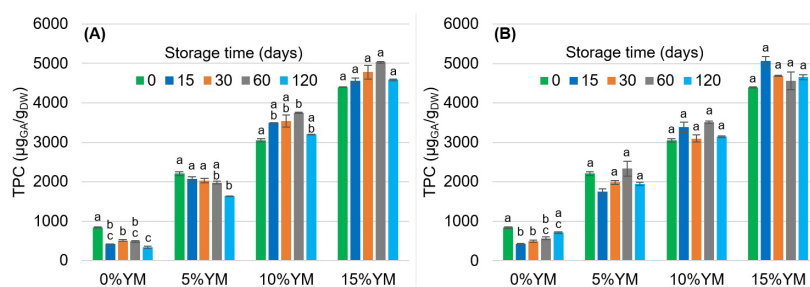 (A)
Storage time (days)
0 15 30 60 120
TPC (µgGA/gDW)
6000
5000
4000
3000
2000
1000
0
a b c b b c c
a a a a b b
a a b a b b a b
a a a a a
0%YM 5%YM 10%YM 15%YM
(B)
Storage time (days)
0 15 30 60 120
TPC (µgGA/gDW)
6000
5000
4000
3000
2000
1000
0
a b b b c a c
a a a a a
a a a a a
a a a a a
0%YM 5%YM 10%YM 15%YM